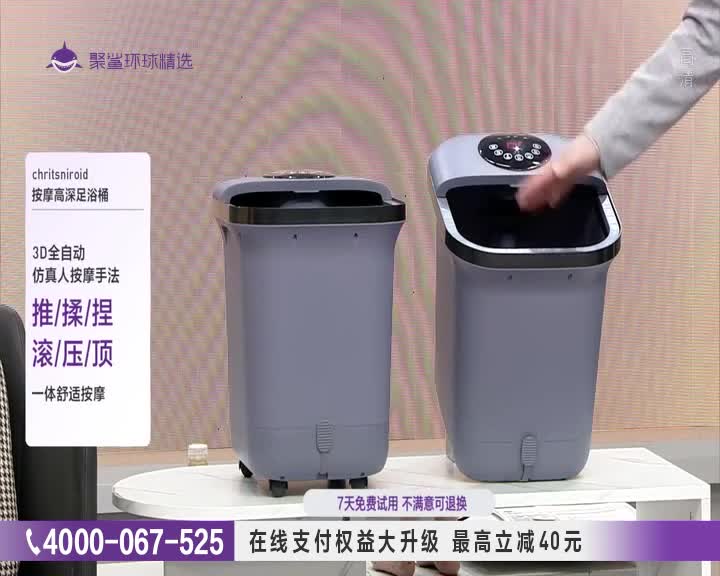 聚鲨环球精选
高清
chritsniroid
按摩高深足浴桶
3D全自动
仿真人按摩手法
推/揉/捏
滚/压/顶
一体舒适按摩
7天免费试用 不满意可退换
4000-067-525
在线支付权益大升级 最高立减40元